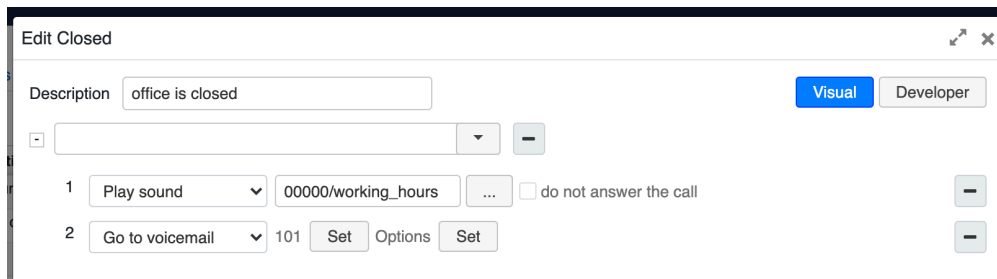 Edit Closed
Description office is closed Visual Developer
-
1 Play sound 00000/working_hours ... do not answer the call
2 Go to voicemail 101 Set Options Set